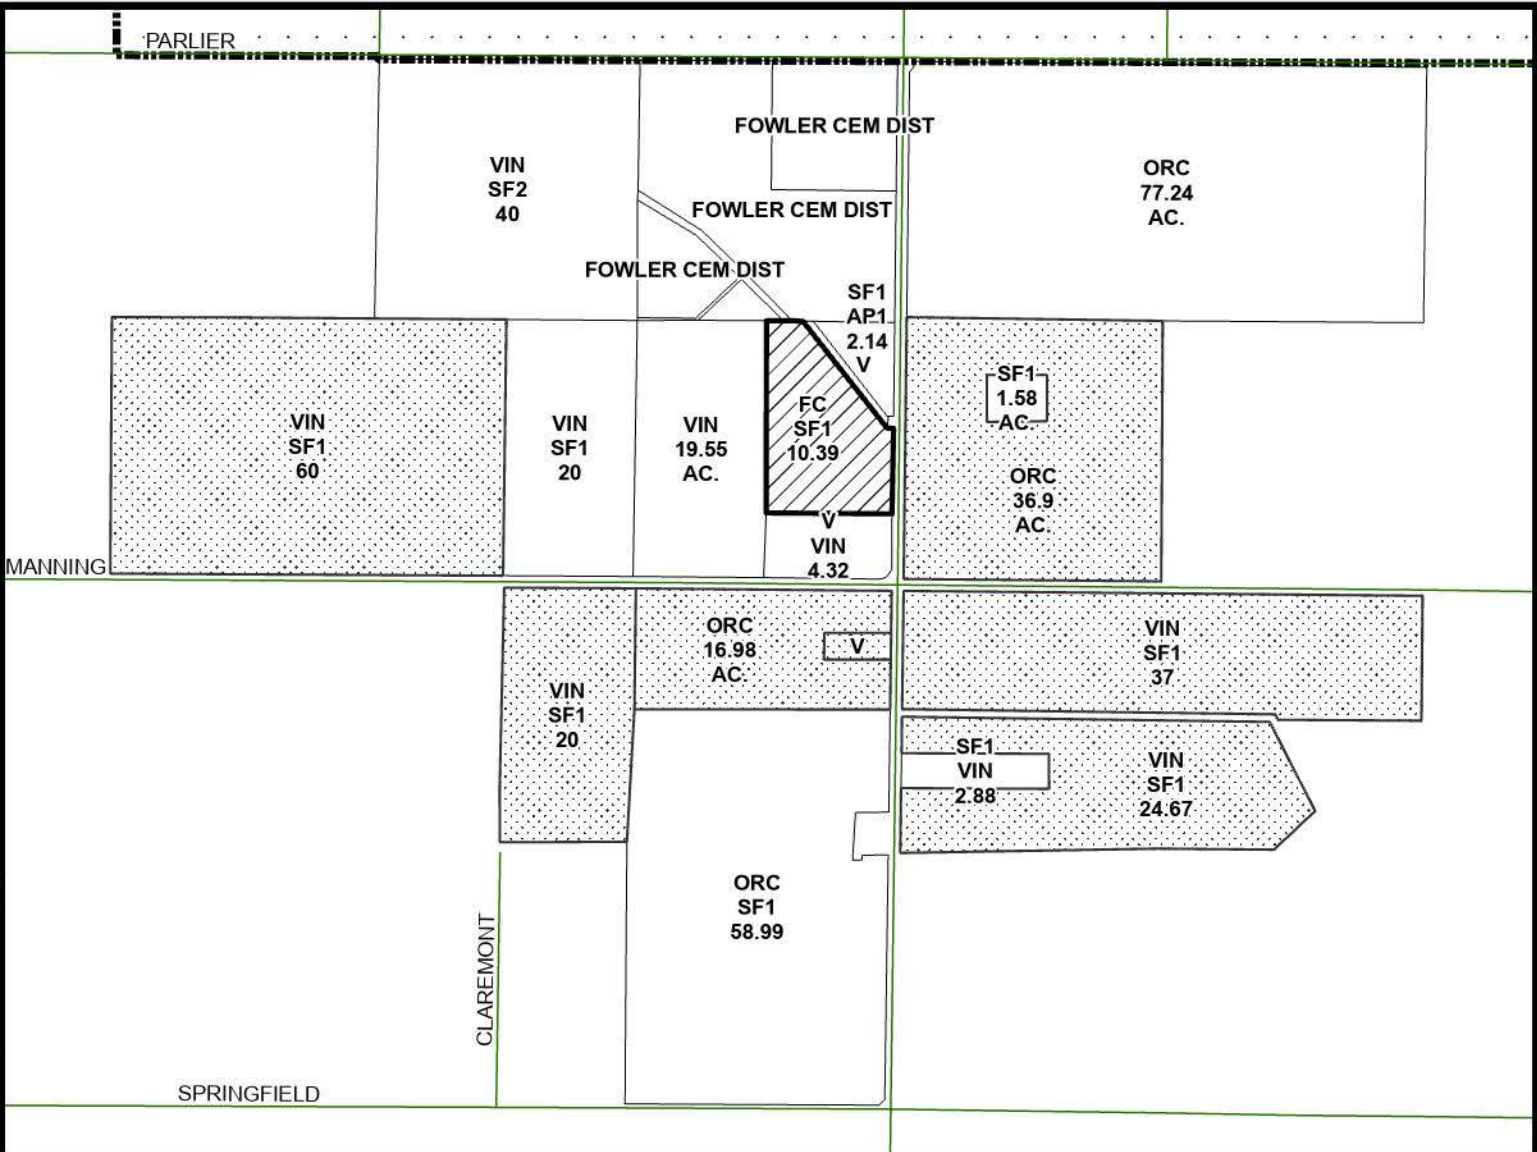 PARLIER
FOWLER CEM DIST
VIN
SF2
40
ORC
77.24
AC.
FOWLER CEM DIST
FOWLER CEM DIST
SF1
AP1
2.14
V
VIN
SF1
60
VIN
SF1
20
VIN
19.55
AC.
FC
SF1
10.39
SF1
1.58
AC.
ORC
36.9
AC.
V
VIN
4.32
MANNING
ORC
16.98
AC.
V
VIN
SF1
37
VIN
SF1
20
SF1
VIN
2.88
VIN
SF1
24.67
ORC
SF1
58.99
CLAREMONT
SPRINGFIELD